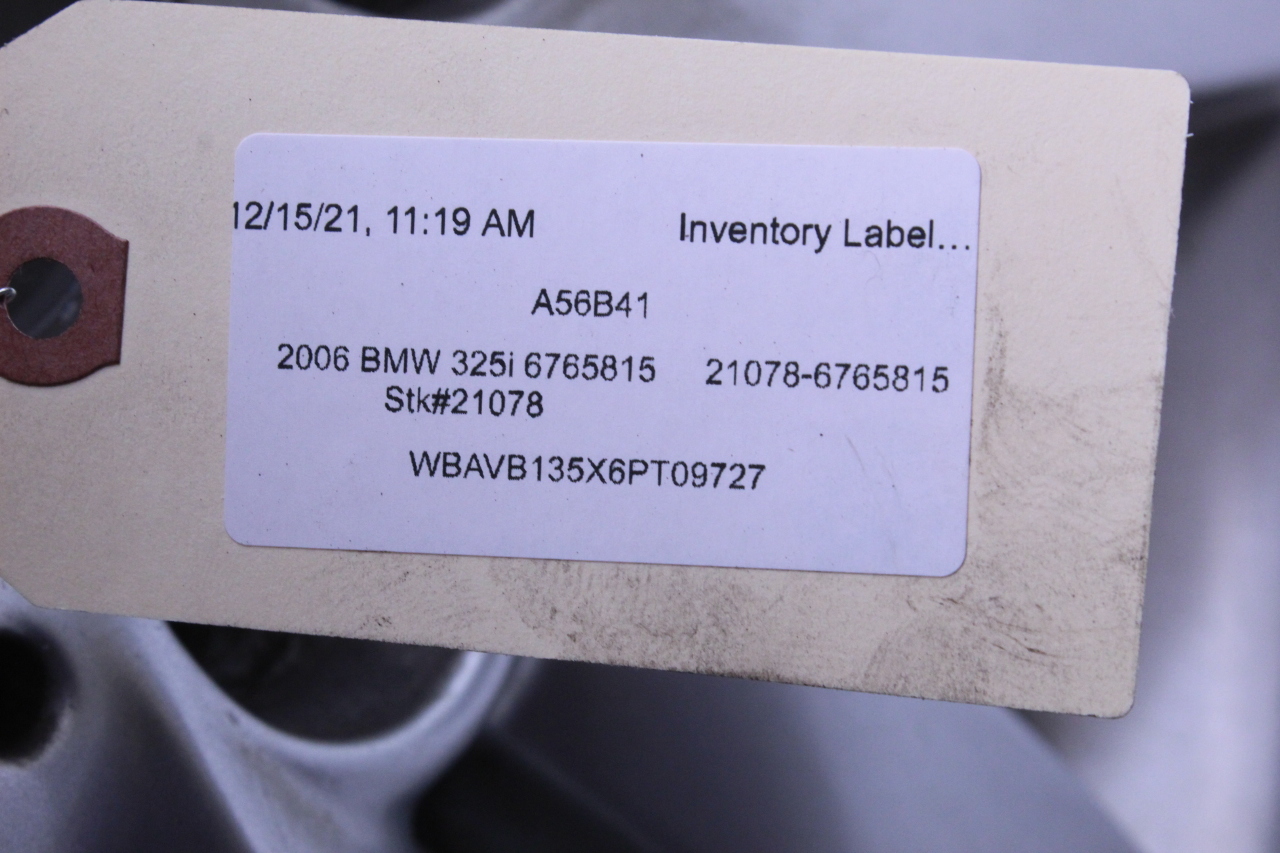 12/15/21, 11:19 AM Inventory Label...
A56B41
2006 BMW 325i 6765815 21078-6765815
Stk#21078
WBAVB135X6PT09727